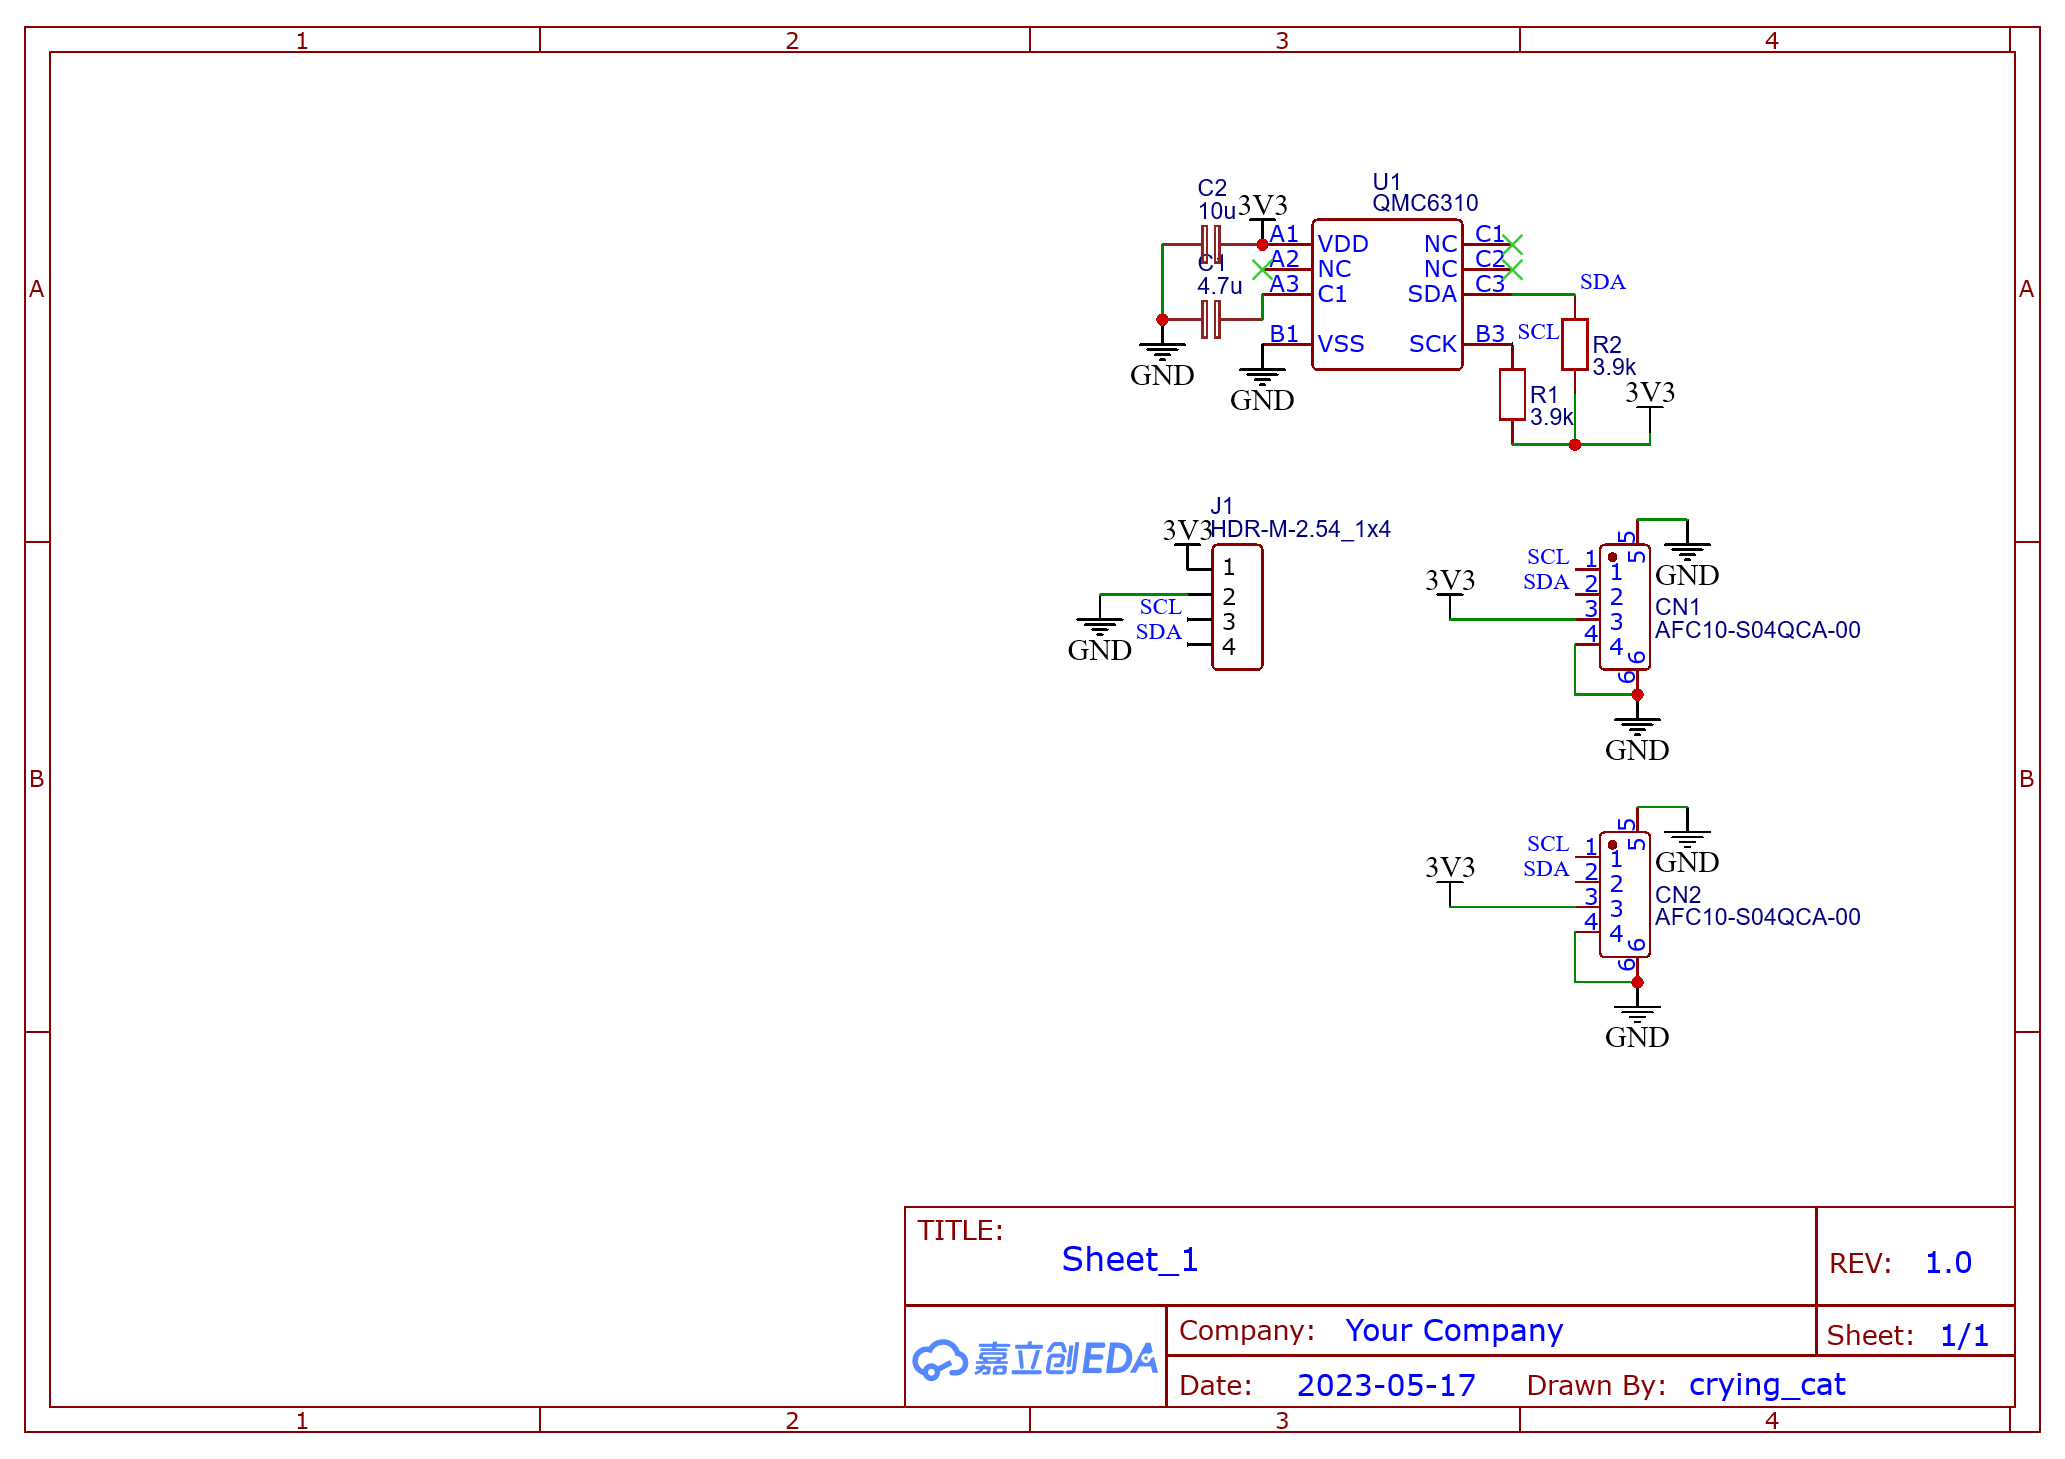 1 2 3 4
A A
C2
10u
3V3
U1
QMC6310
A1 VDD NC C1
A2 NC NC C2
C1
4.7u
A3 C1 SDA C3
SDA
B1 VSS SCK B3
SCL
R2
3.9k
GND
GND
R1
3.9k
3V3
J1
HDR-M-2.54_1x4
3V3
1
2
SCL 3
SDA 4
GND
5
5
GND
SCL 1 1
SDA 2 2
3V3
3 3
4 4
CN1
AFC10-S04QCA-00
6
6
GND
B B
5
5
GND
SCL 1 1
SDA 2 2
3V3
3 3
4 4
CN2
AFC10-S04QCA-00
6
6
GND
TITLE:
Sheet_1
REV: 1.0
嘉立创EDA
Company: Your Company
Sheet: 1/1
Date: 2023-05-17 Drawn By: crying_cat
1 2 3 4